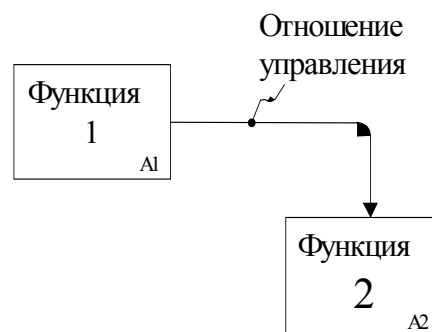 Отношение
управления
Функция
1
A1
Функция
2
A2